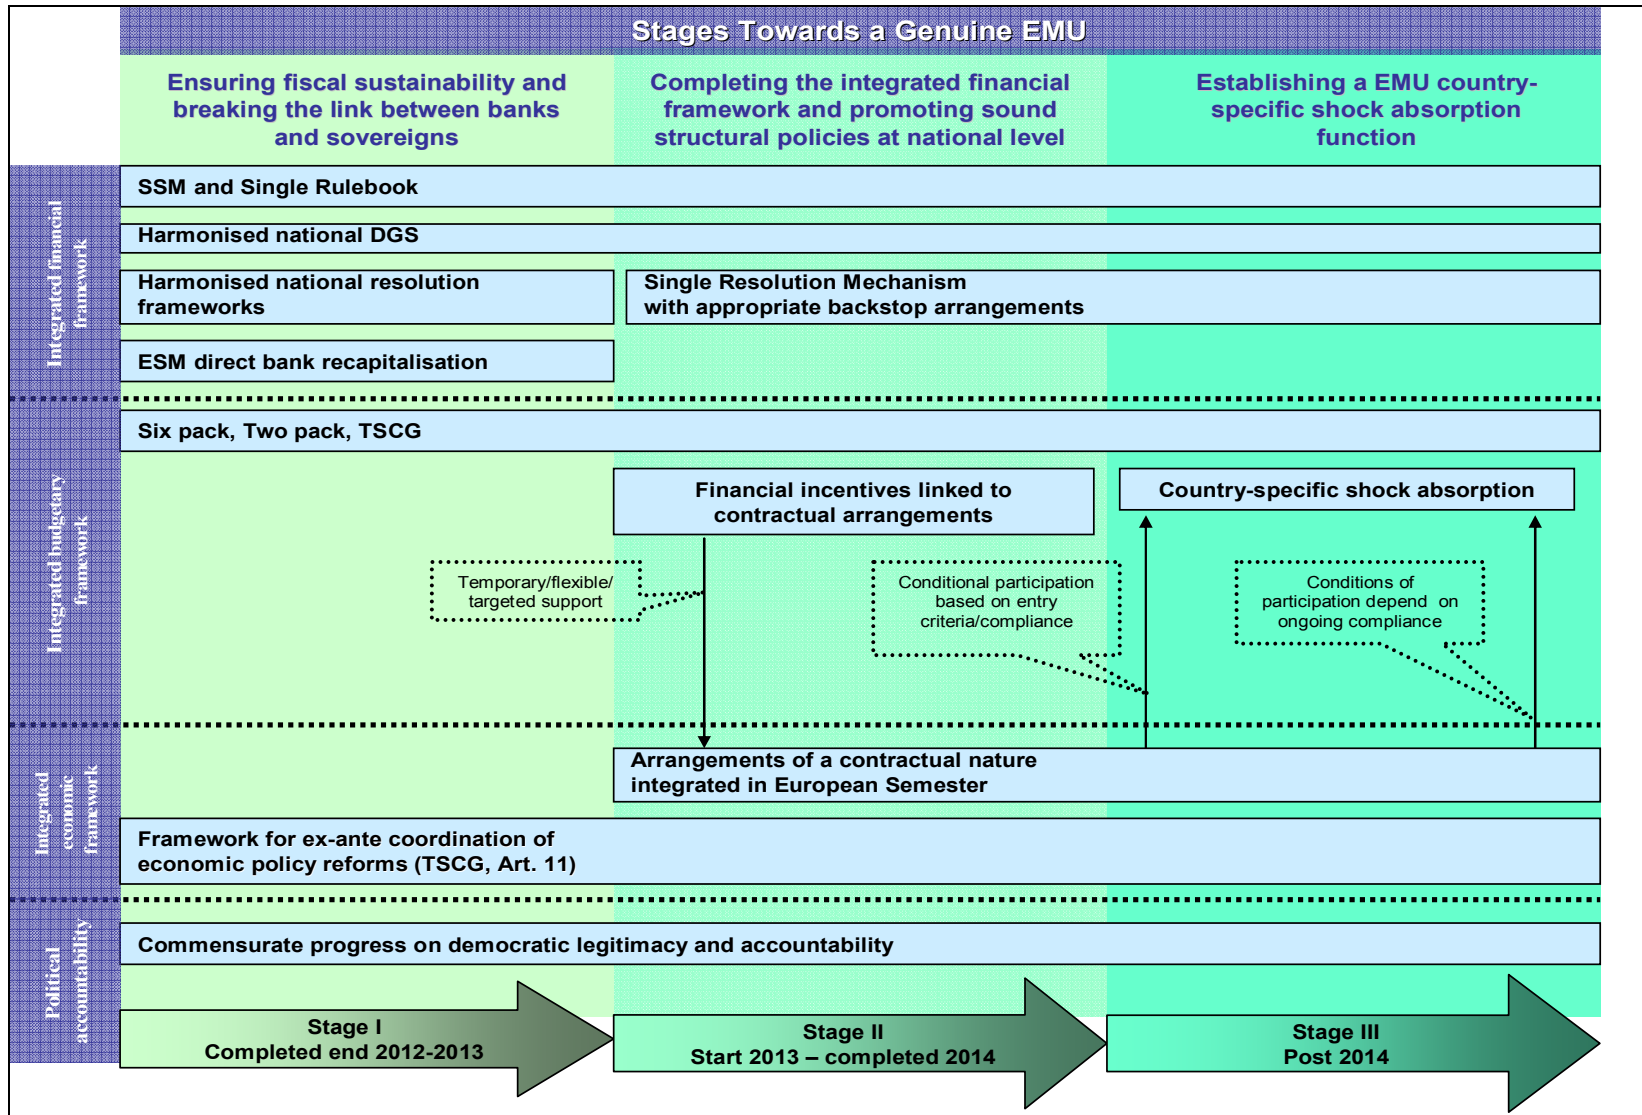 Stages Towards a Genuine EMU
Ensuring fiscal sustainability and
breaking the link between banks
and sovereigns
Completing the integrated financial
framework and promoting sound
structural policies at national level
Establishing a EMU country-
specific shock absorption
function
Integrated financial
framework
SSM and Single Rulebook
Harmonised national DGS
Harmonised national resolution
frameworks
Single Resolution Mechanism
with appropriate backstop arrangements
ESM direct bank recapitalisation
Integrated budgetary
framework
Six pack, Two pack, TSCG
Financial incentives linked to
contractual arrangements
Country-specific shock absorption
Temporary/flexible/
targeted support
Conditional participation
based on entry
criteria/compliance
Conditions of
participation depend on
ongoing compliance
Integrated
economic
framework
Arrangements of a contractual nature
integrated in European Semester
Framework for ex-ante coordination of
economic policy reforms (TSCG, Art. 11)
Political
accountability
Commensurate progress on democratic legitimacy and accountability
Stage I
Completed end 2012-2013
Stage II
Start 2013 – completed 2014
Stage III
Post 2014